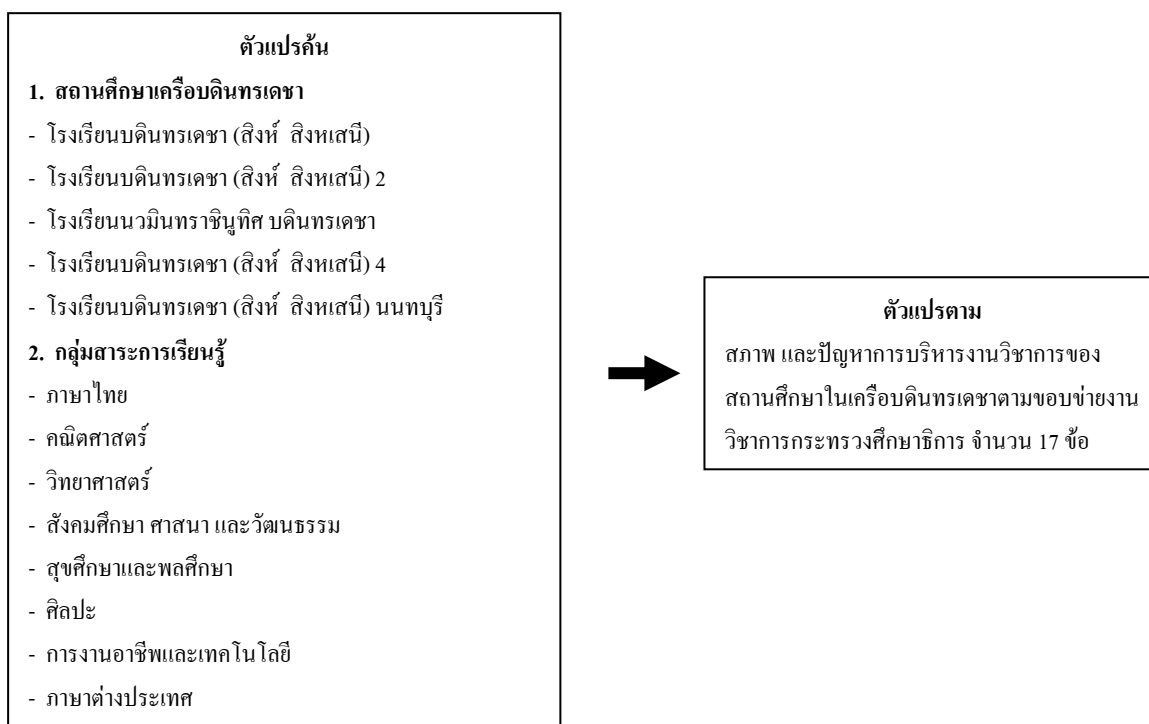 ตัวแปรค้น
1. สถานศึกษาเครือบดินทรเดชา
- โรงเรียนบดินทรเดชา (สิงห์ สิงหเสนี)
- โรงเรียนบดินทรเดชา (สิงห์ สิงหเสนี) 2
- โรงเรียนนวมินทราชินูทิศ บดินทรเดชา
- โรงเรียนบดินทรเดชา (สิงห์ สิงหเสนี) 4
- โรงเรียนบดินทรเดชา (สิงห์ สิงหเสนี) นนทบุรี
2. กลุ่มสาระการเรียนรู้
- ภาษาไทย
- คณิตศาสตร์
- วิทยาศาสตร์
- สังคมศึกษา ศาสนา และวัฒนธรรม
- สุขศึกษาและพลศึกษา
- ศิลปะ
- การงานอาชีพและเทคโนโลยี
- ภาษาต่างประเทศ
ตัวแปรตาม
สภาพ และปัญหาการบริหารงานวิชาการของ
สถานศึกษาในเครือบดินทรเดชาตามขอบข่ายงาน
วิชาการกระทรวงศึกษาธิการ จำนวน 17 ข้อ